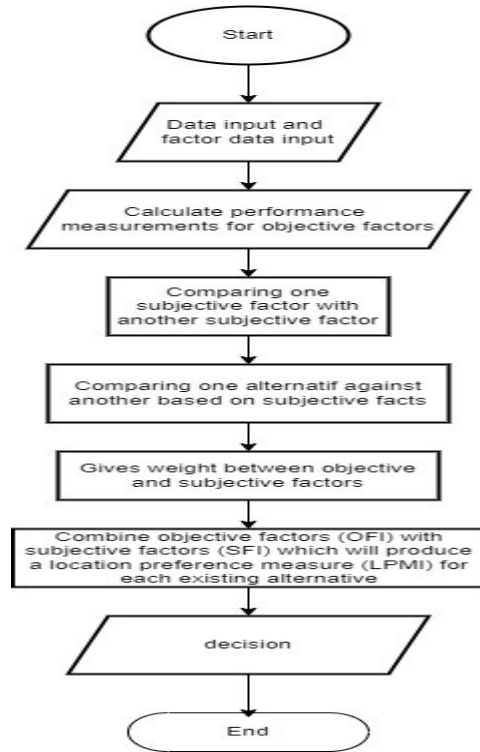 Start
Data input and
factor data input
Calculate performance
measurements for objective factors
Comparing one
subjective factor with
another subjective factor
Comparing one alternatif against
another based on subjective facts
Gives weight between objective
and subjective factors
Combine objective factors (OFI) with
subjective factors (SFI) which will produce
a location preference measure (LPMI) for
each existing alternative
decision
End